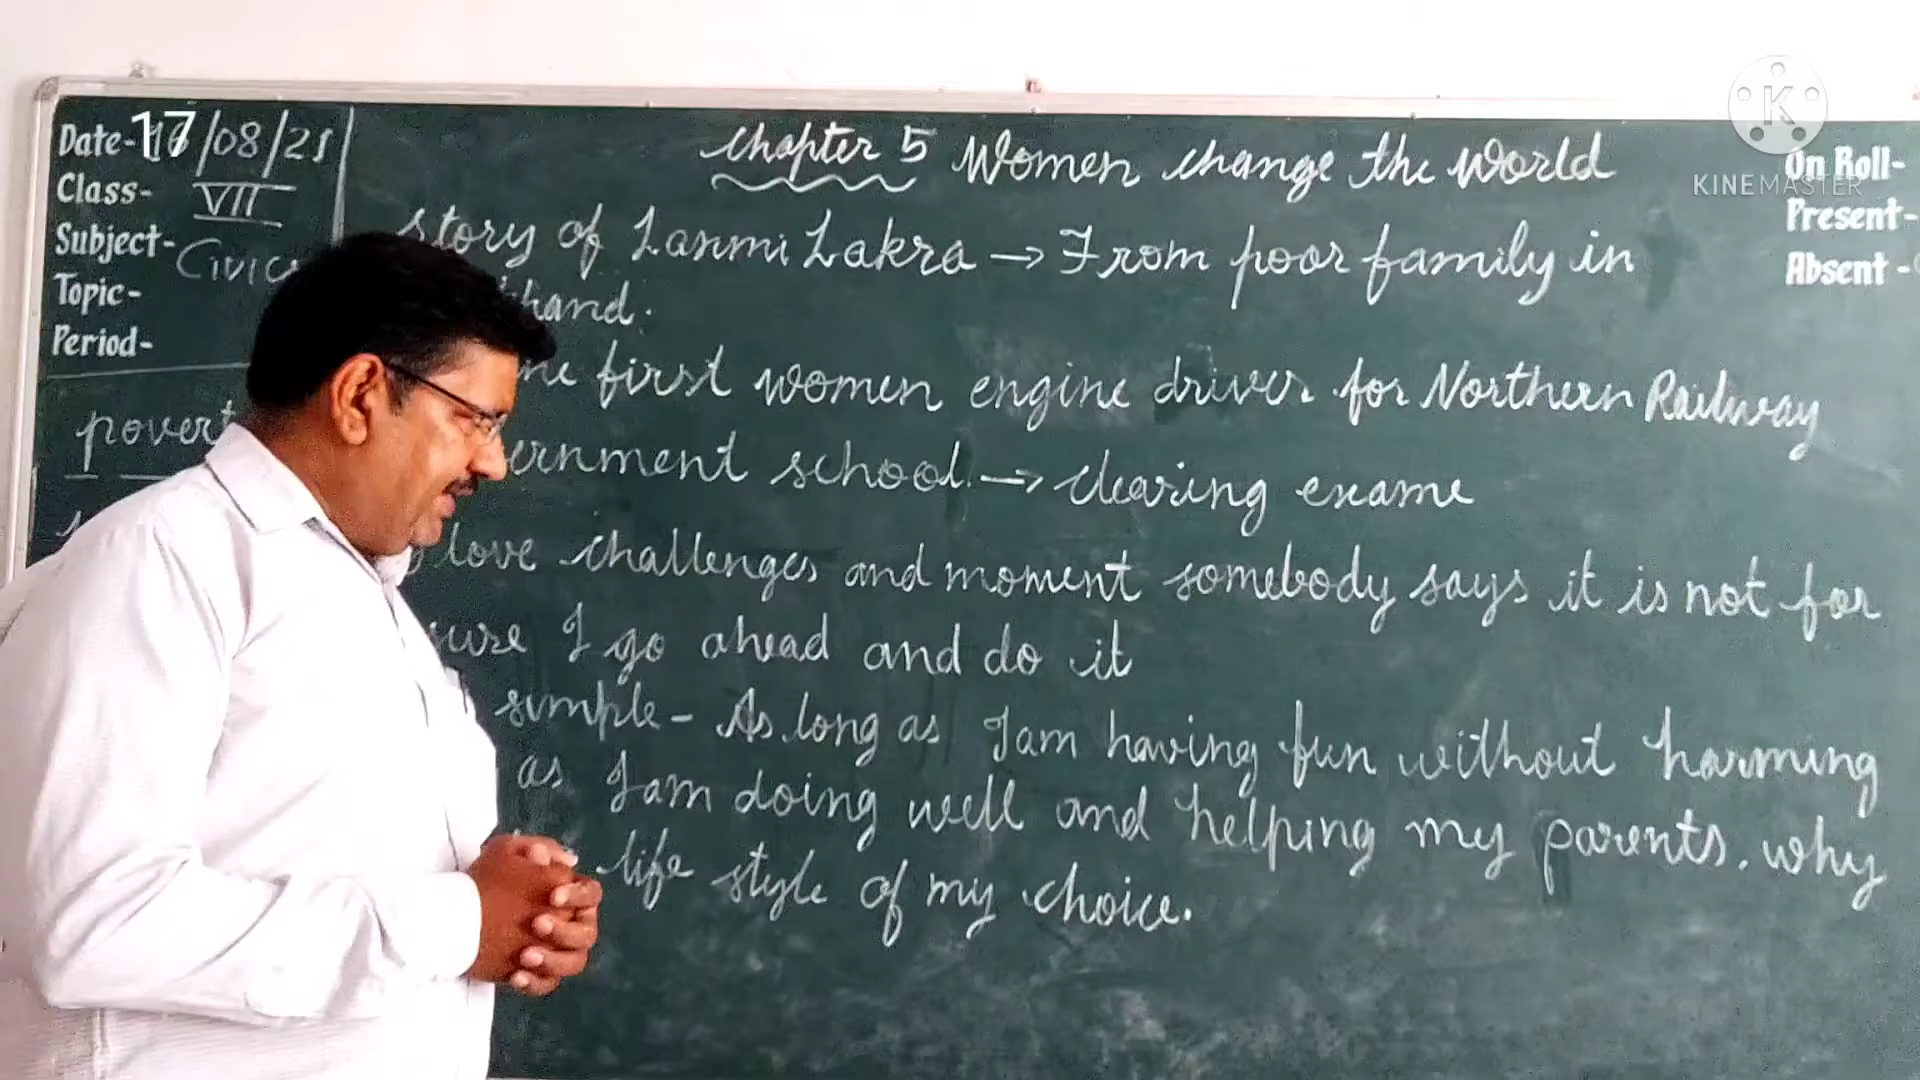 Date- 17/08/21
Class- VII
Subject- Civics
Topic-
Period-
Chapter 5 Women change the World
On Roll-
Present-
Absent-
KINEMASTER
story of Laxmi Lakra → From poor family in
hand.
first women engine driver for Northern Railway
ernment school. → clearing exame
love challenges and moment somebody says it is not for
sure I go ahead and do it
simple - As long as I am having fun without harming
as I am doing well and helping my parents. why
life style of my choice.